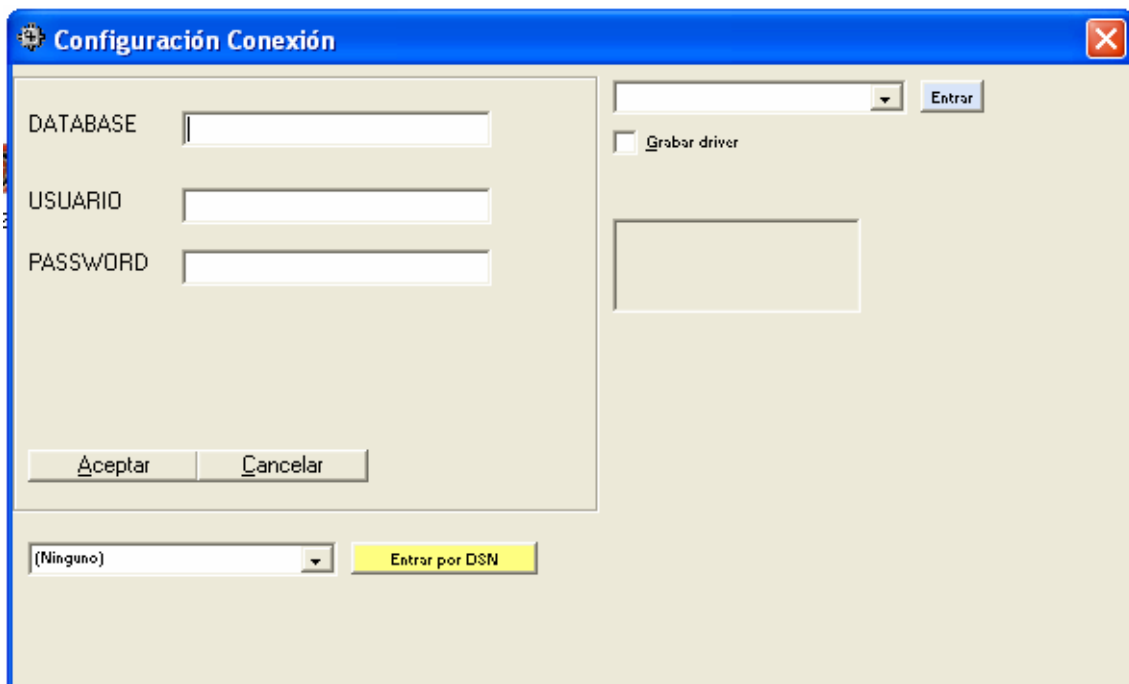 Configuración Conexión
DATABASE
USUARIO
PASSWORD
Aceptar Cancelar
(Ninguno) Entrar por DSN
Entrar
Grabar driver